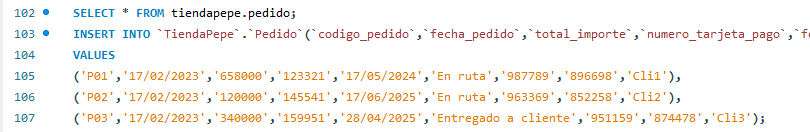 102 SELECT * FROM tiendapepe.pedido;
103 INSERT INTO `TiendaPepe`.`Pedido`(`codigo_pedido`,`fecha_pedido`,`total_importe`,`numero_tarjeta_pago`,`fe
104 VALUES
105 ('P01','17/02/2023','658000','123321','17/05/2024','En ruta','987789','896698','Cli1'),
106 ('P02','17/02/2023','120000','145541','17/06/2025','En ruta','963369','852258','Cli2'),
107 ('P03','17/02/2023','340000','159951','28/04/2025','Entregado a cliente','951159','874478','Cli3');